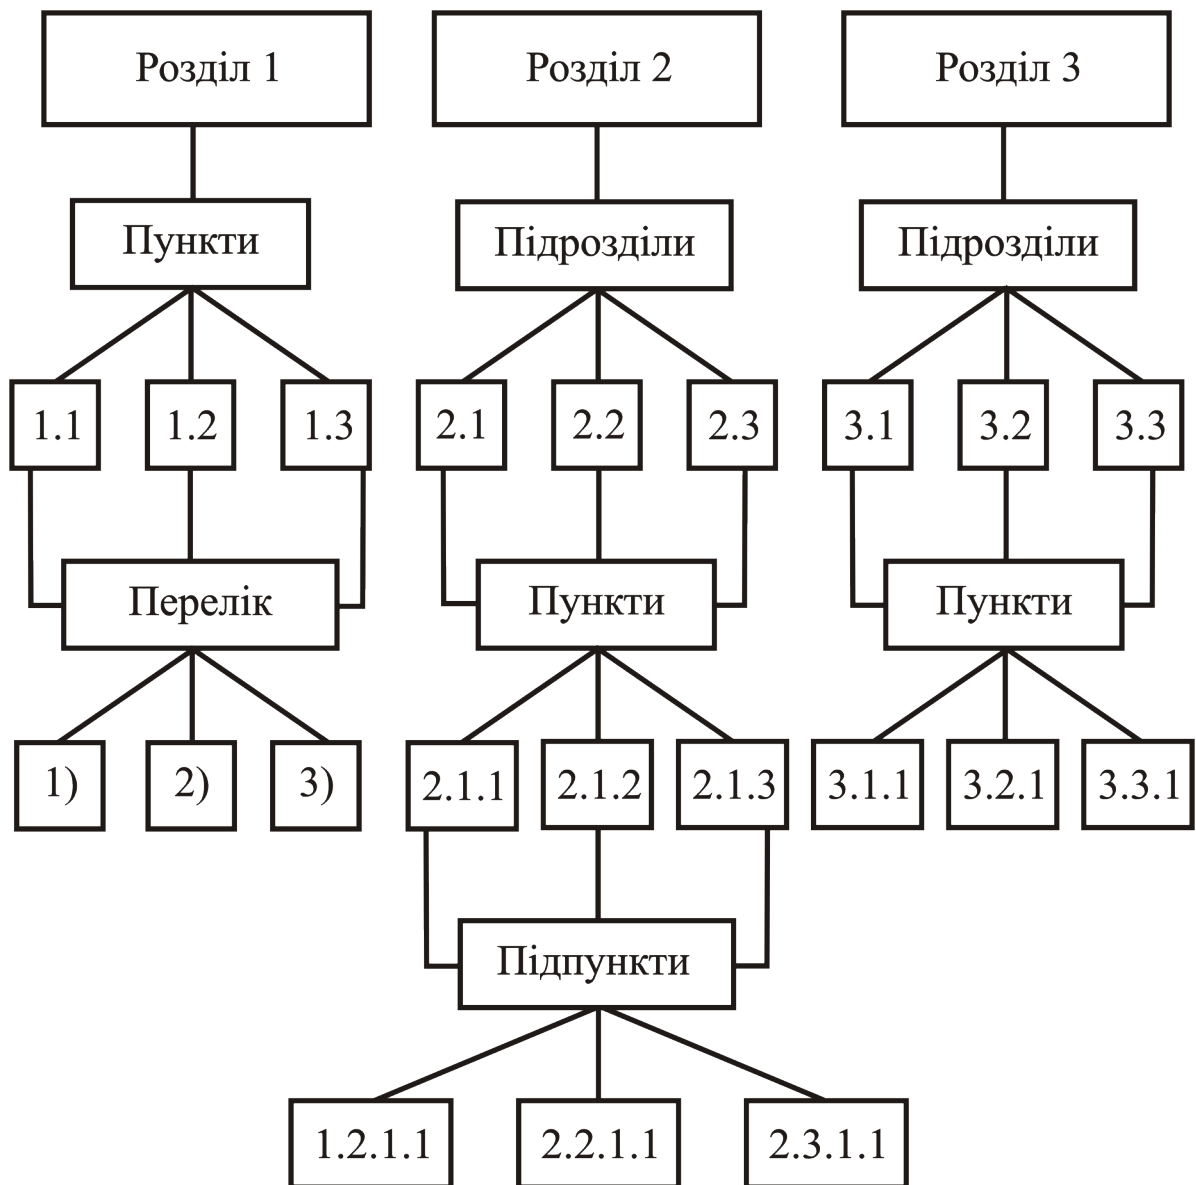 Розділ 1
Розділ 2
Розділ 3
Пункти
Підрозділи
Підрозділи
1.1
1.2
1.3
2.1
2.2
2.3
3.1
3.2
3.3
Перелік
Пункти
Пункти
1)
2)
3)
2.1.1
2.1.2
2.1.3
3.1.1
3.2.1
3.3.1
Підпункти
1.2.1.1
2.2.1.1
2.3.1.1